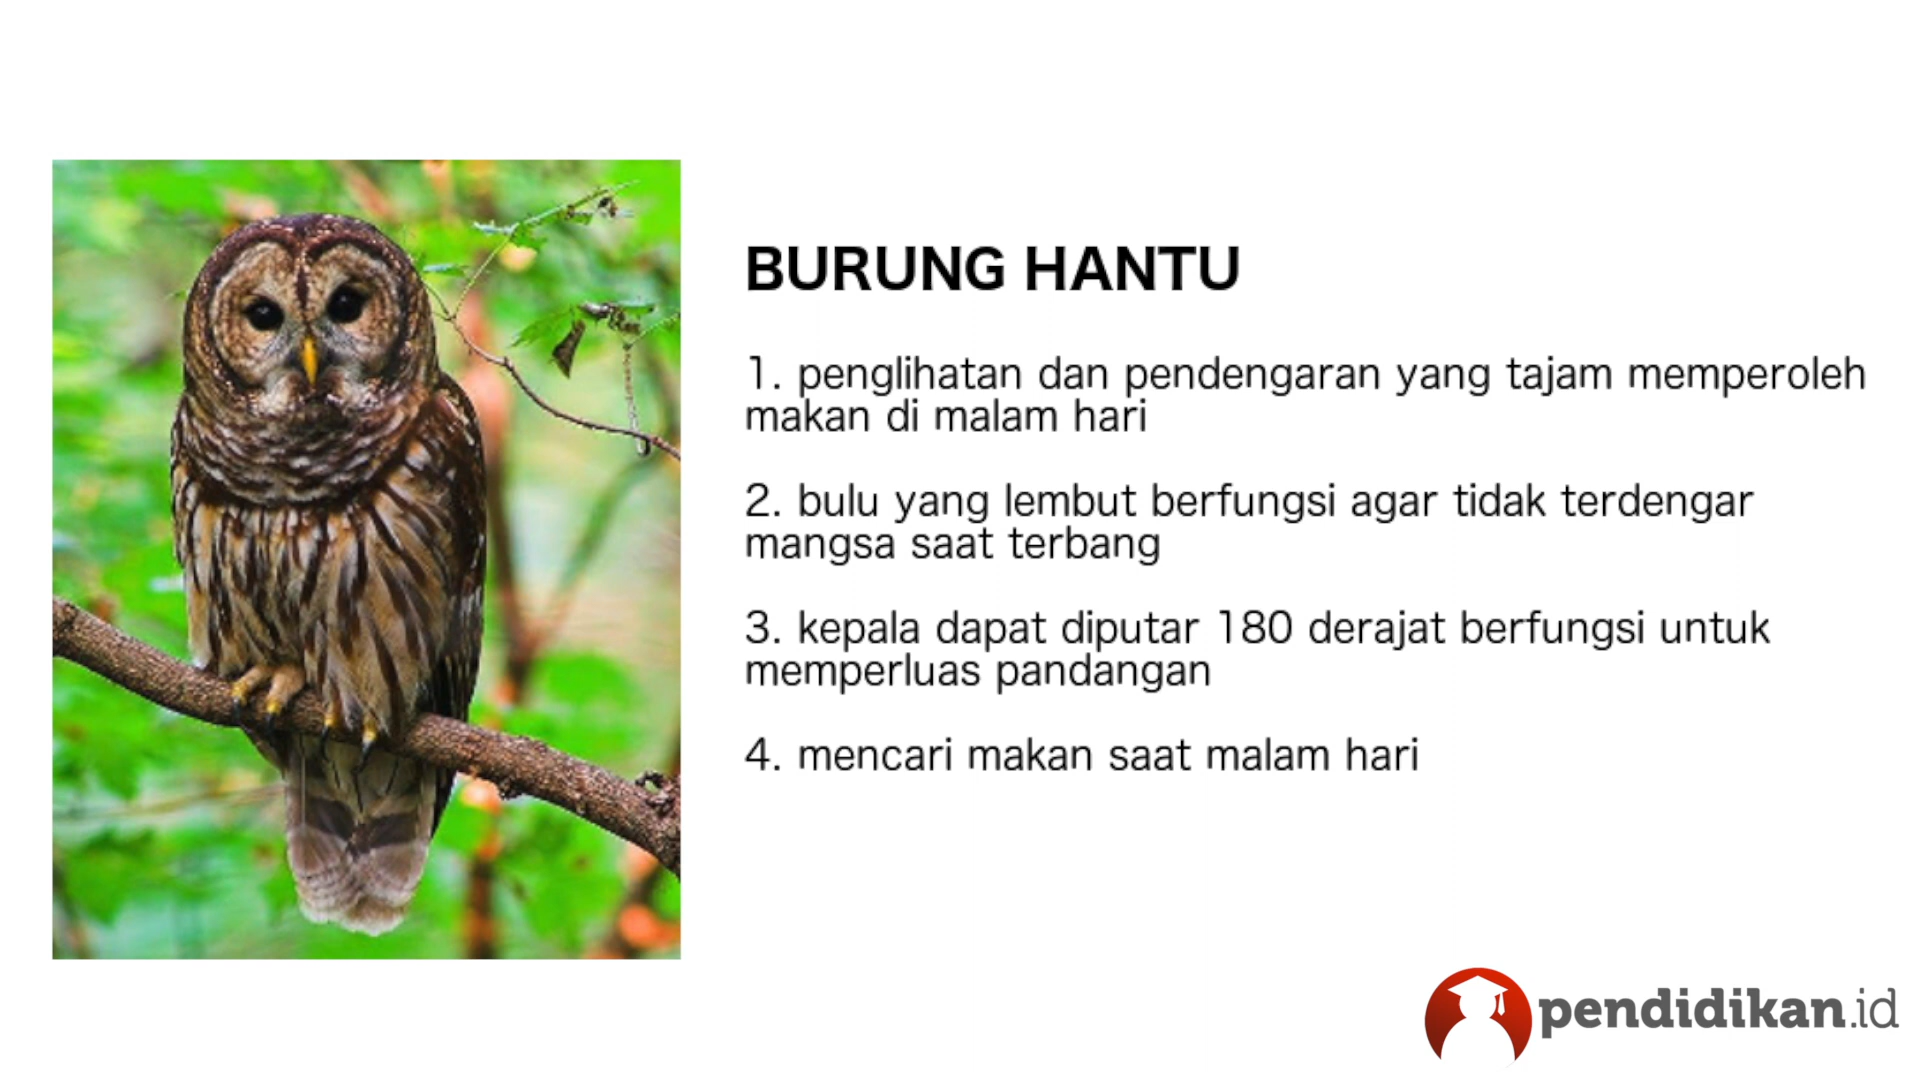 BURUNG HANTU
1. penglihatan dan pendengaran yang tajam memperoleh
makan di malam hari
2. bulu yang lembut berfungsi agar tidak terdengar
mangsa saat terbang
3. kepala dapat diputar 180 derajat berfungsi untuk
memperluas pandangan
4. mencari makan saat malam hari
pendidikan.id